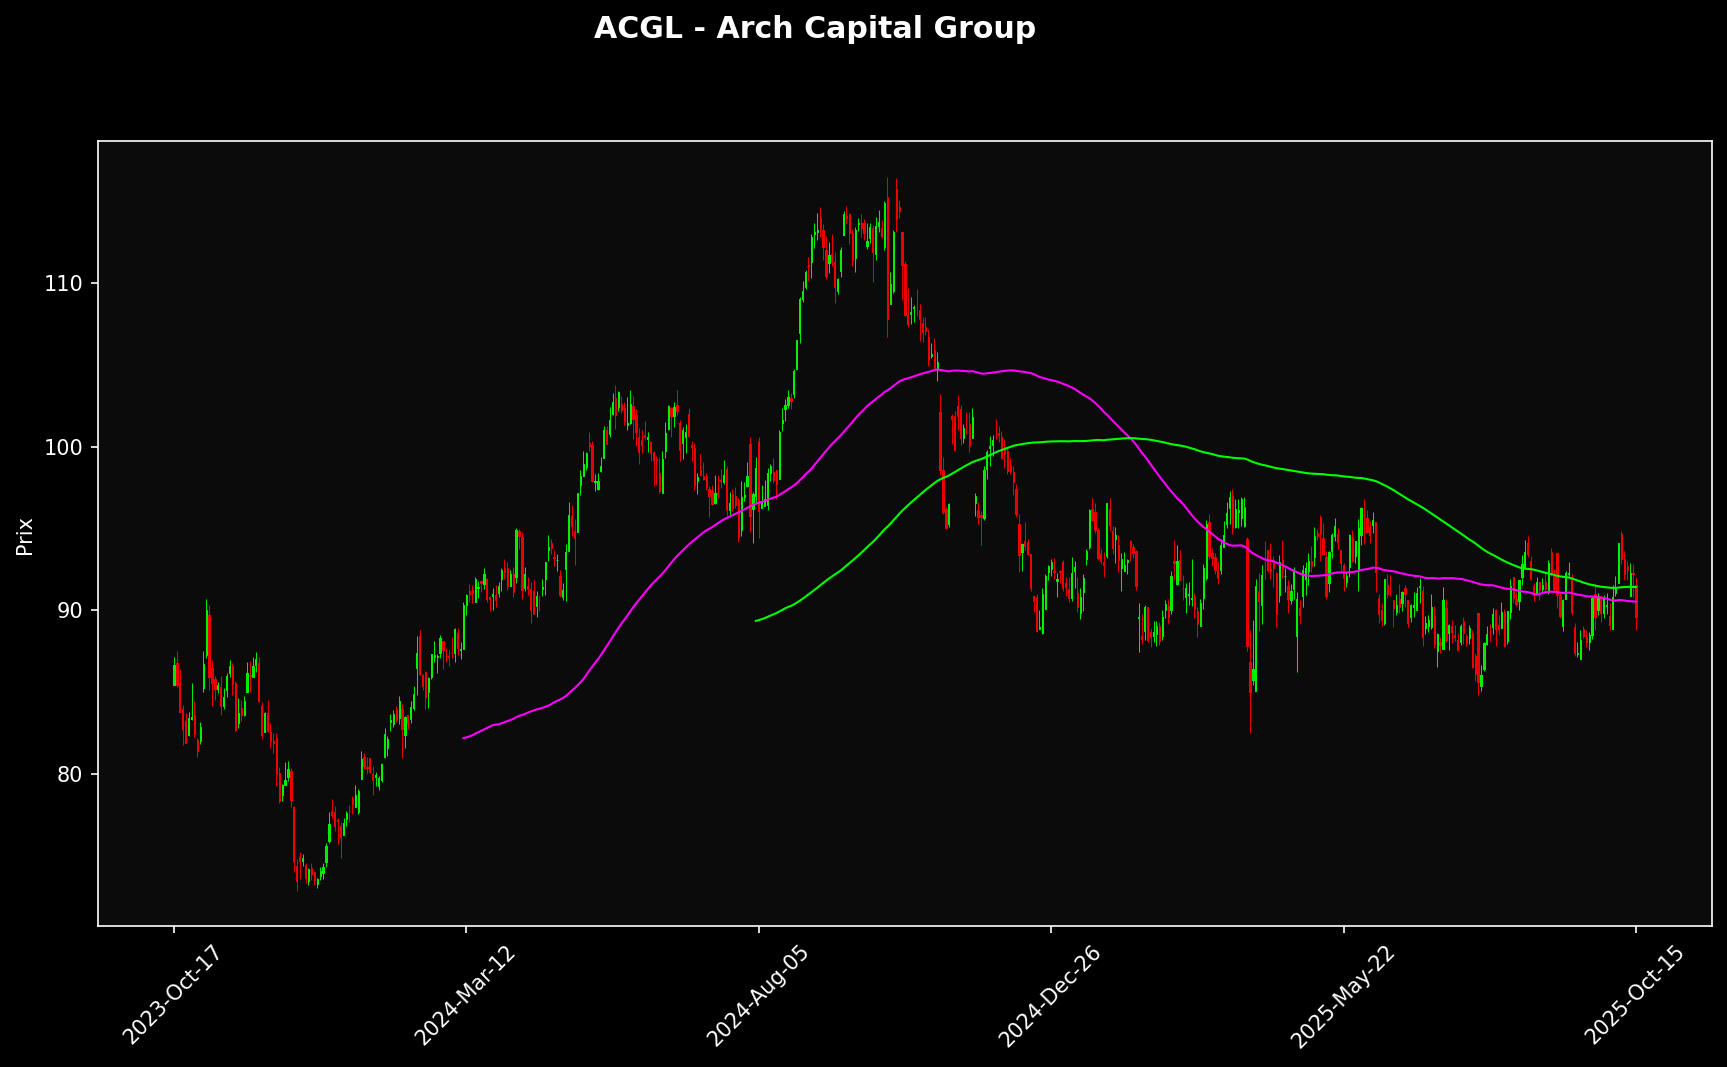 ACGL - Arch Capital Group
Prix
110
100
90
80
2023-Oct-17
2024-Mar-12
2024-Aug-05
2024-Dec-26
2025-May-22
2025-Oct-15